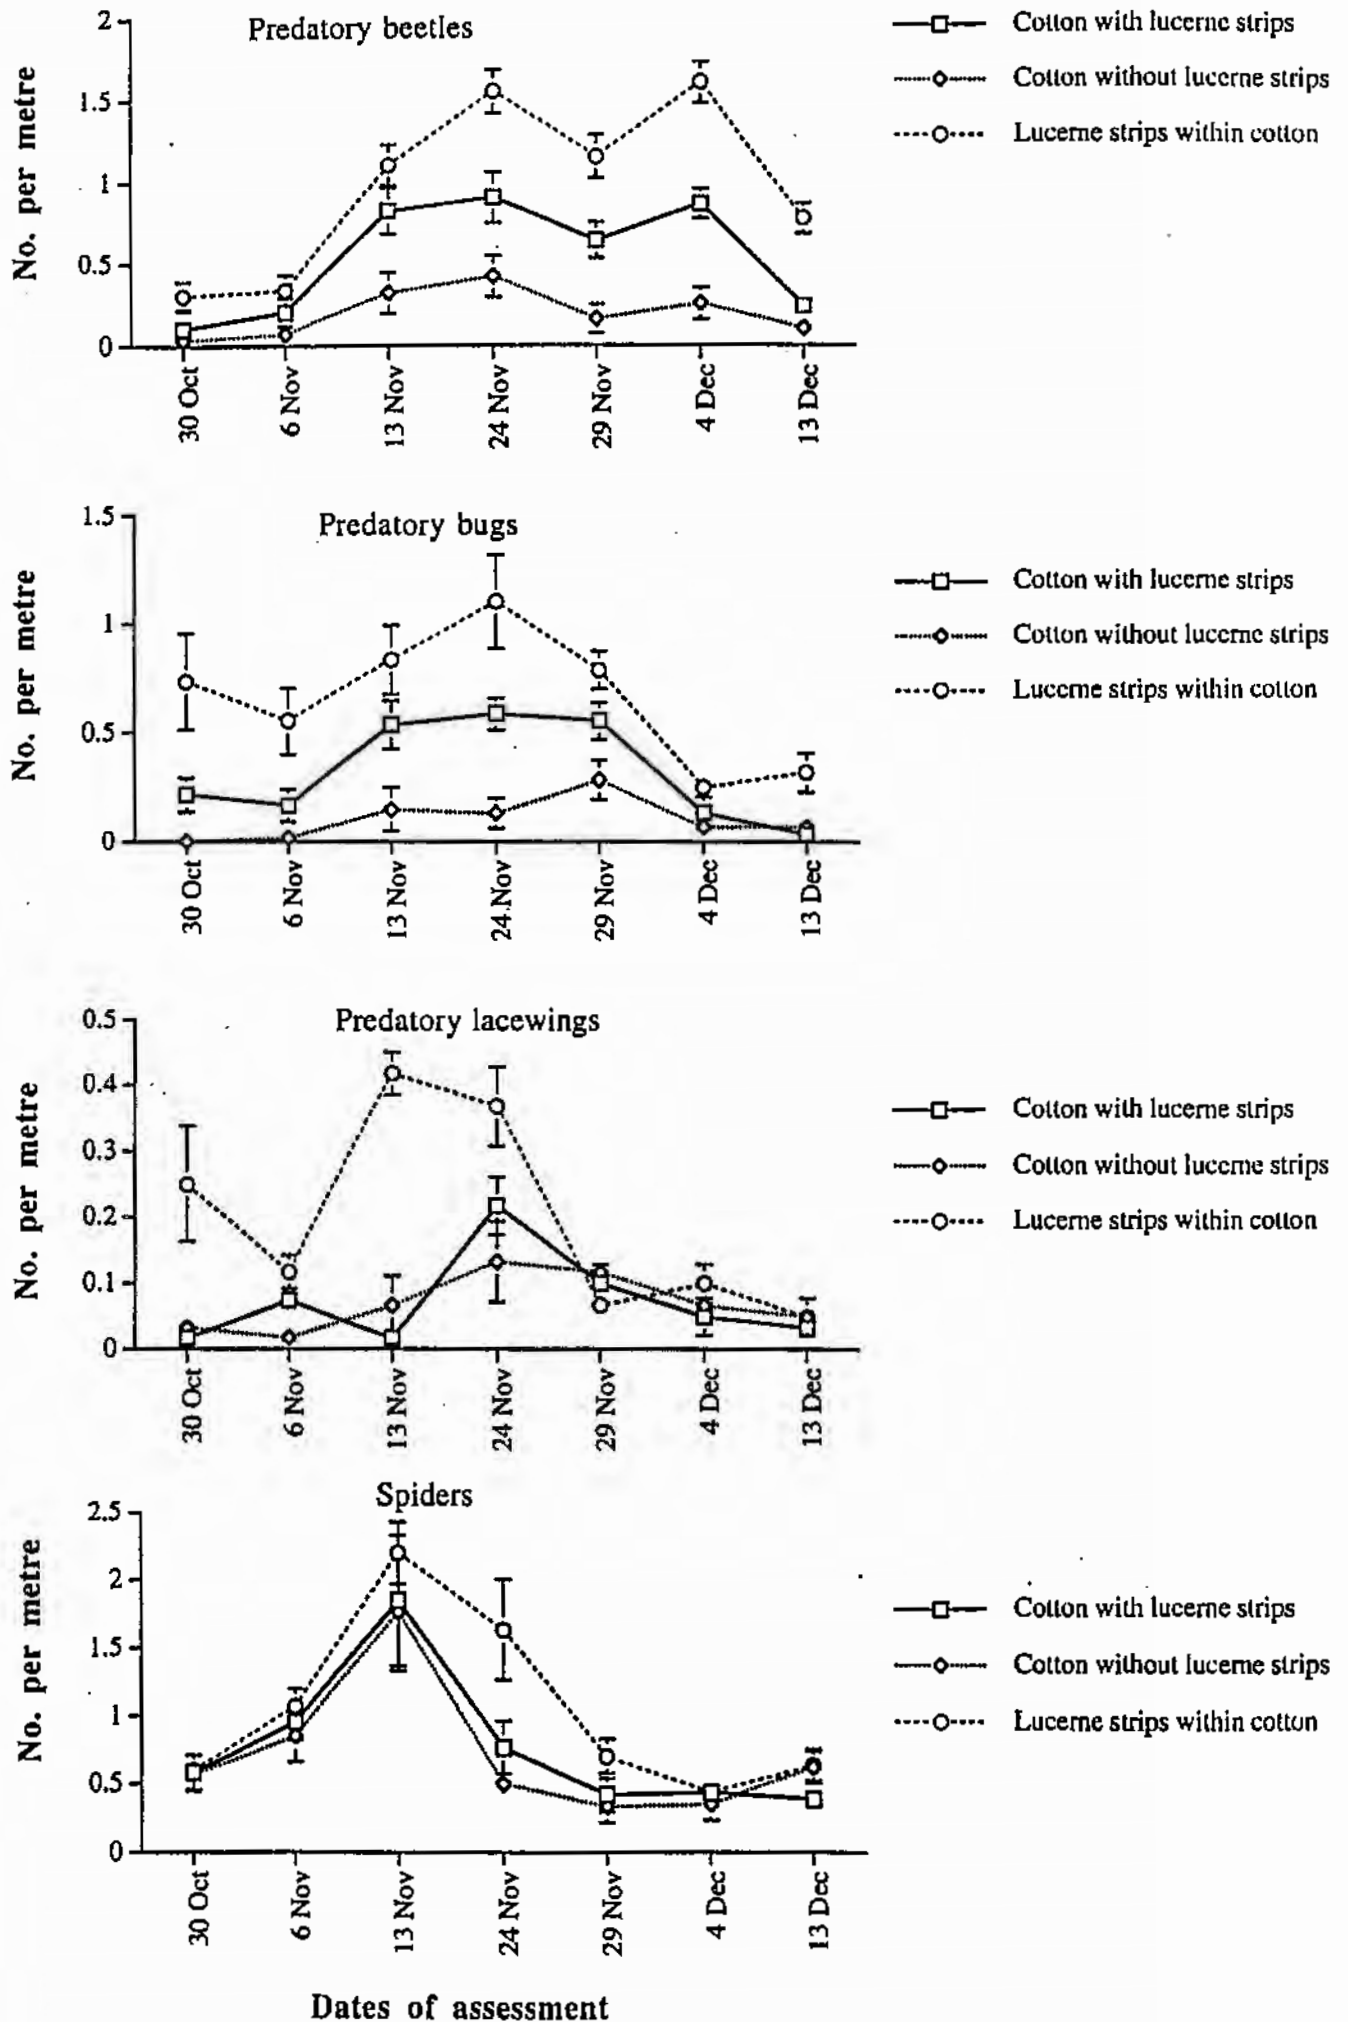 Predatory beetles
No. per metre
2
1.5
1
0.5
0
30 Oct
6 Nov
13 Nov
24 Nov
29 Nov
4 Dec
13 Dec
Cotton with lucerne strips
Cotton without lucerne strips
Lucerne strips within cotton
Predatory bugs
No. per metre
1.5
1
0.5
0
30 Oct
6 Nov
13 Nov
24 Nov
29 Nov
4 Dec
13 Dec
Cotton with lucerne strips
Cotton without lucerne strips
Lucerne strips within cotton
Predatory lacewings
No. per metre
0.5
0.4
0.3
0.2
0.1
0
30 Oct
6 Nov
13 Nov
24 Nov
29 Nov
4 Dec
13 Dec
Cotton with lucerne strips
Cotton without lucerne strips
Lucerne strips within cotton
Spiders
No. per metre
2.5
2
1.5
1
0.5
0
30 Oct
6 Nov
13 Nov
24 Nov
29 Nov
4 Dec
13 Dec
Cotton with lucerne strips
Cotton without lucerne strips
Lucerne strips within cotton
Dates of assessment